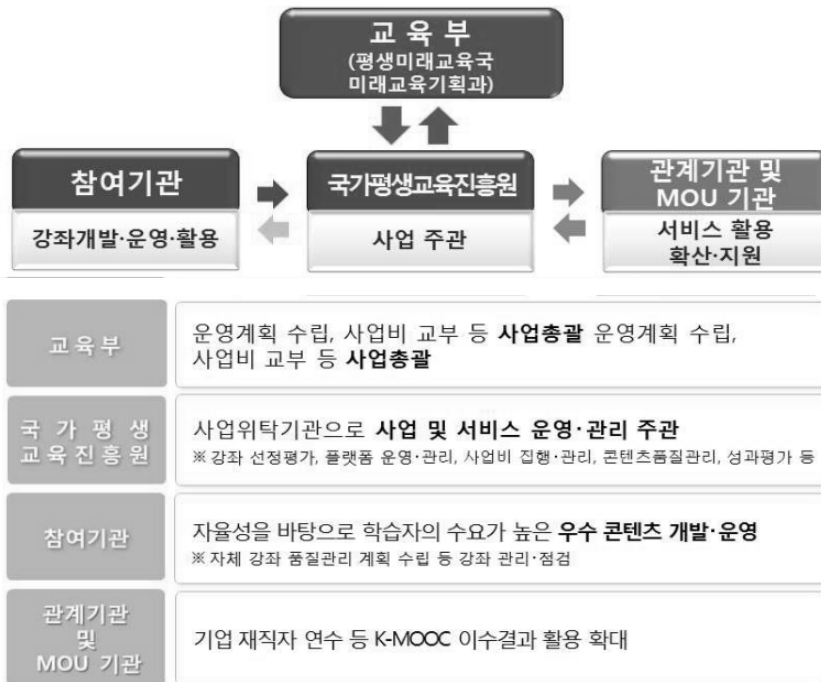 교 육 부
(평생미래교육국
미래교육기획과)
참여기관
강좌개발·운영·활용
국가평생교육진흥원
사업 주관
관계기관 및
MOU 기관
서비스 활용
확산·지원
교 육 부
운영계획 수립, 사업비 교부 등 사업총괄 운영계획 수립,
사업비 교부 등 사업총괄
국 가 평 생
교 육 진 흥 원
사업위탁기관으로 사업 및 서비스 운영·관리 주관
※ 강좌 선정평가, 플랫폼 운영·관리, 사업비 집행·관리, 콘텐츠품질관리, 성과평가 등
참여기관
자율성을 바탕으로 학습자의 수요가 높은 우수 콘텐츠 개발·운영
※ 자체 강좌 품질관리 계획 수립 등 강좌 관리·점검
관계기관
및
MOU 기관
기업 재직자 연수 등 K-MOOC 이수결과 활용 확대